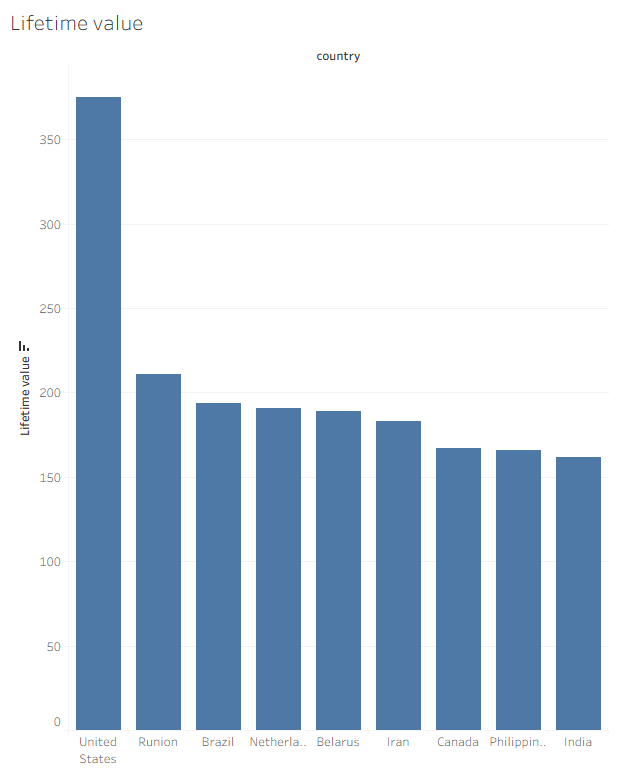 Lifetime value
country
350
300
250
200
150
100
50
0
Lifetime value
United
States
Runion
Brazil
Netherla..
Belarus
Iran
Canada
Philippin..
India